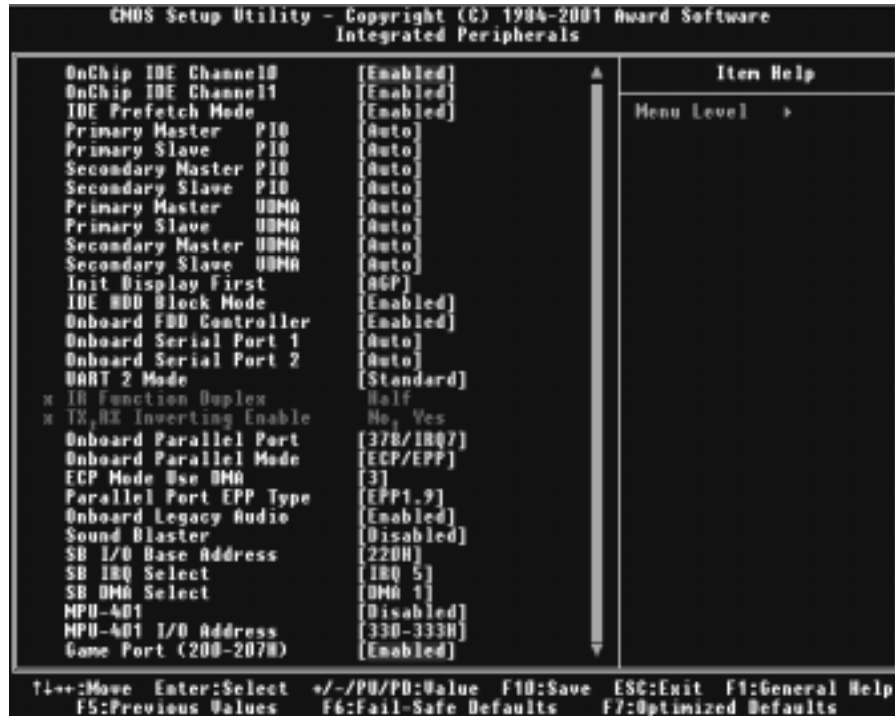 CMOS Setup Utility - Copyright (C) 1984-2001 Award Software
Integrated Peripherals
OnChip IDE Channel0 [Enabled]
OnChip IDE Channel1 [Enabled]
IDE Prefetch Mode [Enabled]
Primary Master PIO [Auto]
Primary Slave PIO [Auto]
Secondary Master PIO [Auto]
Secondary Slave PIO [Auto]
Primary Master UDMA [Auto]
Primary Slave UDMA [Auto]
Secondary Master UDMA [Auto]
Secondary Slave UDMA [Auto]
Init Display First [AGP]
IDE HDD Block Mode [Enabled]
Onboard FDD Controller [Enabled]
Onboard Serial Port 1 [Auto]
Onboard Serial Port 2 [Auto]
UART 2 Mode [Standard]
x IR Function Duplex Half
x TX,RX Inverting Enable No, Yes
Onboard Parallel Port [378/IRQ7]
Onboard Parallel Mode [ECP/EPP]
ECP Mode Use DMA [3]
Parallel Port EPP Type [EPP1.9]
Onboard Legacy Audio [Enabled]
Sound Blaster [Disabled]
SB I/O Base Address [220H]
SB IRQ Select [IRQ 5]
SB DMA Select [DMA 1]
MPU-401 [Disabled]
MPU-401 I/O Address [330-333H]
Game Port (200-207H) [Enabled]
Item Help
Menu Level ▸
↑↓→←:Move Enter:Select +/-/PU/PD:Value F10:Save ESC:Exit F1:General Help
F5:Previous Values F6:Fail-Safe Defaults F7:Optimized Defaults